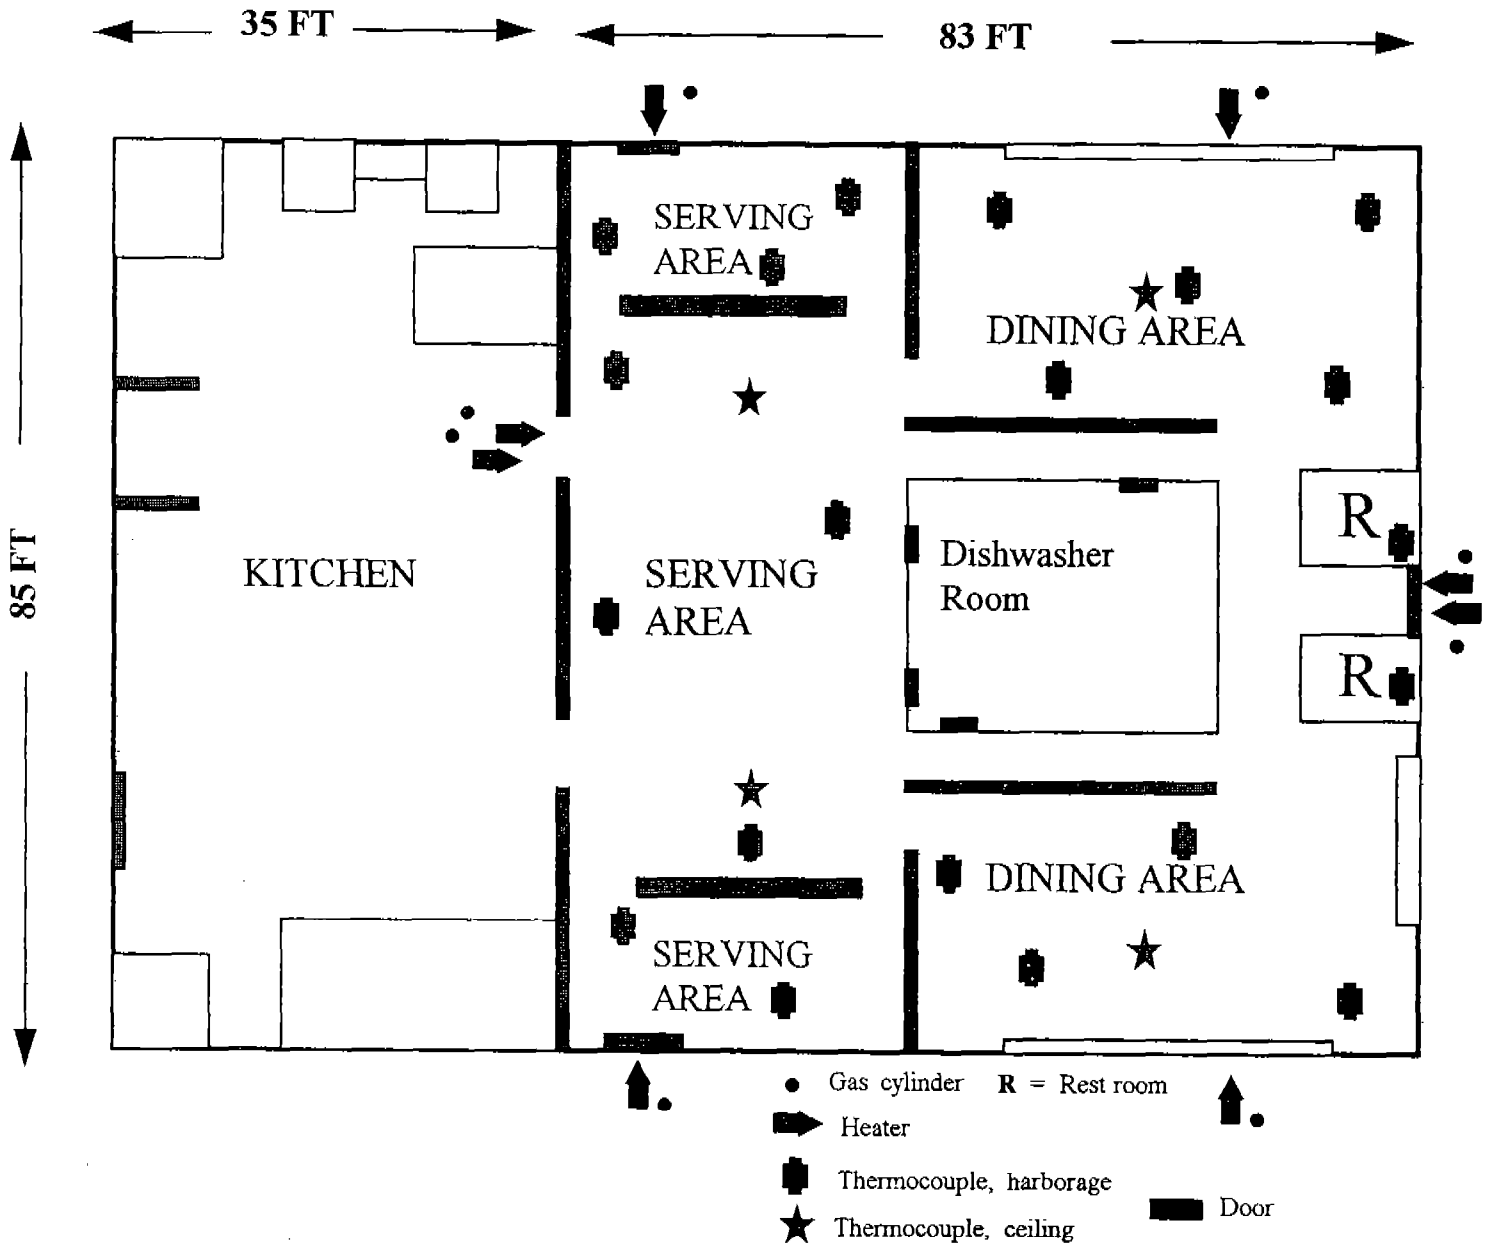 35 FT
83 FT
85 FT
SERVING
AREA
DINING AREA
R
KITCHEN
SERVING
AREA
Dishwasher
Room
R
DINING AREA
SERVING
AREA
Gas cylinder
R = Rest room
Heater
Thermocouple, harborage
Door
Thermocouple, ceiling